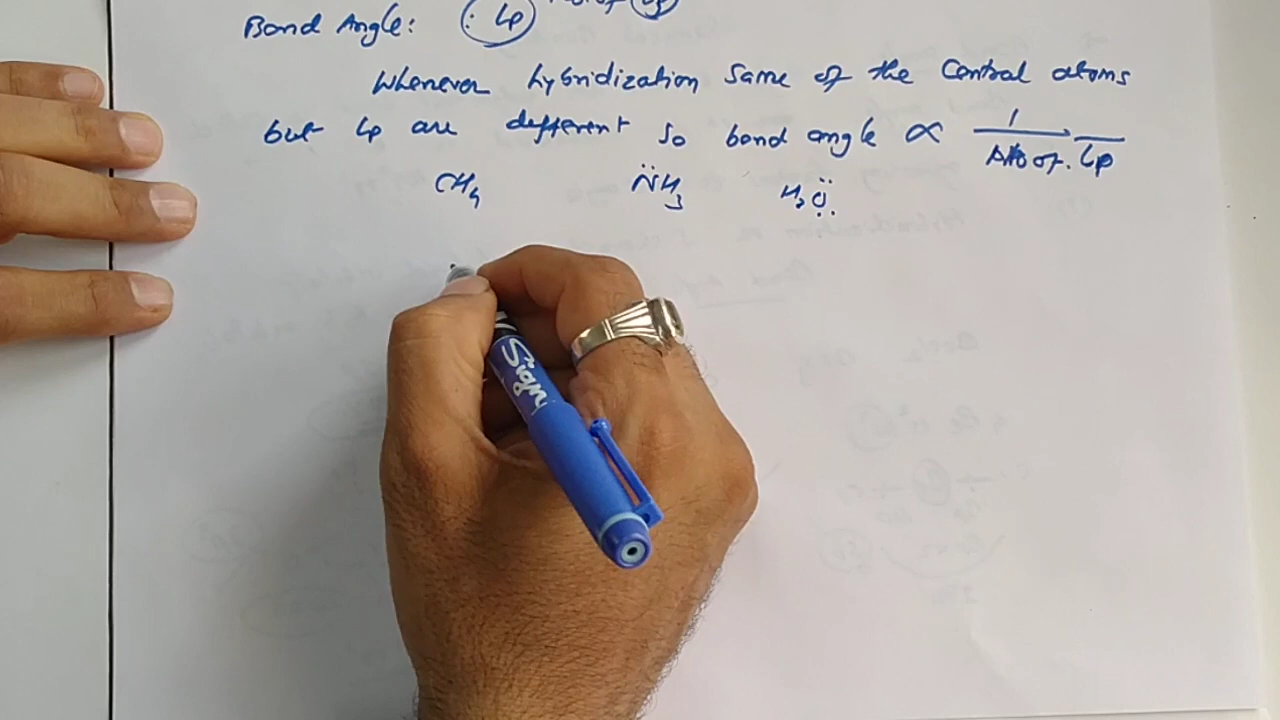 Bond Angle: : Lp
Whenever hybridization Same of the Central atoms
but Lp are different So bond angle ∝ 1 / No of. Lp
CH4 N̈H3 H2Ö:
Sign